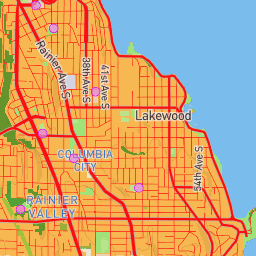 Rainier Ave S
38th Ave S
41st Ave S
Lakewood
54th Ave S
COLUMBIA
CITY
RAINIER
VALLEY